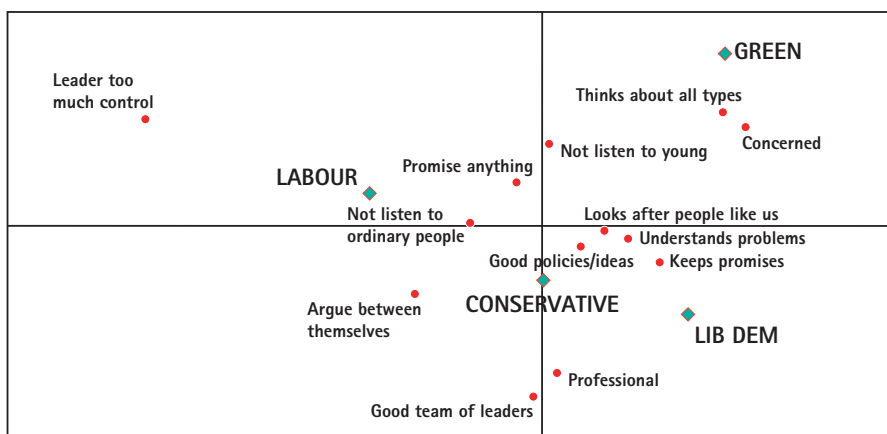 GREEN
Leader too
much control
Thinks about all types
Concerned
Not listen to young
Promise anything
LABOUR
Not listen to
ordinary people
Looks after people like us
Understands problems
Good policies/ideas
Keeps promises
Argue between
themselves
CONSERVATIVE
LIB DEM
Professional
Good team of leaders